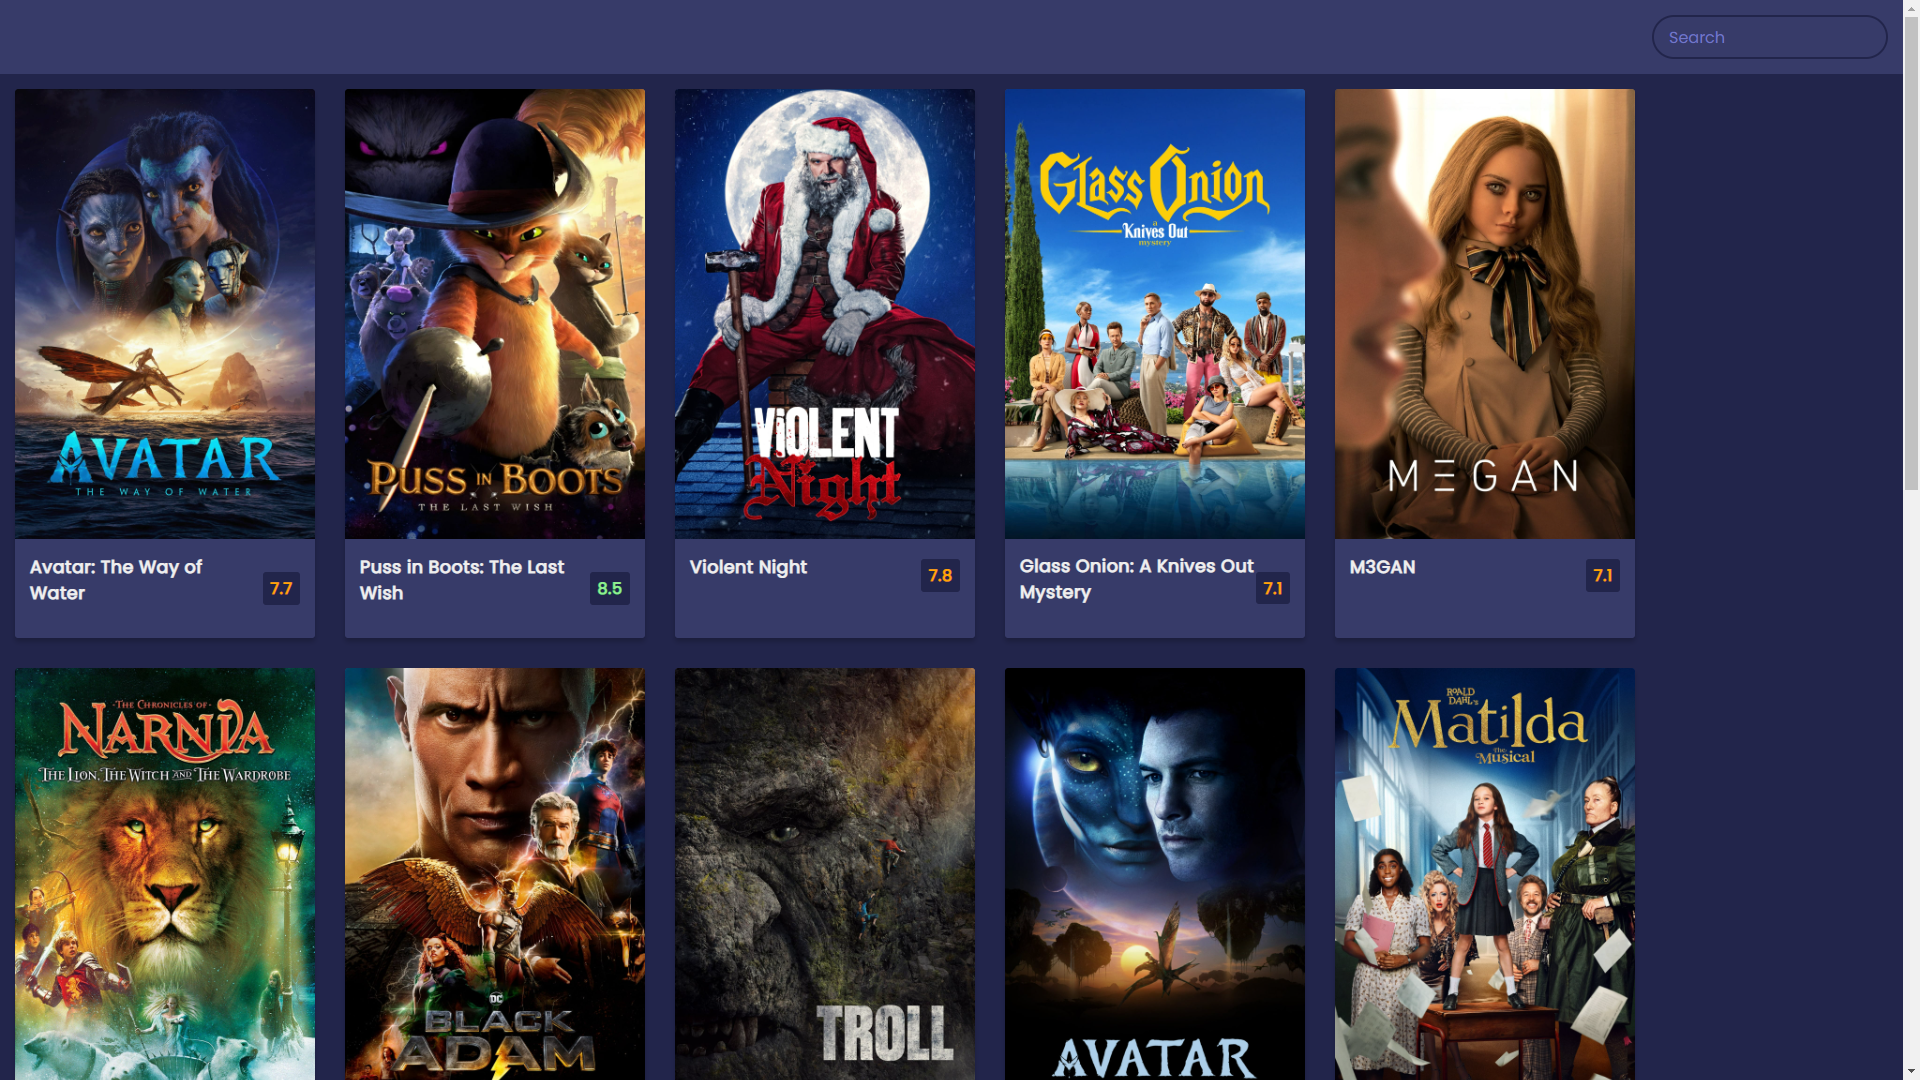 Search
AVATAR
THE WAY OF WATER
PUSS IN BOOTS
THE LAST WISH
ViOLENT
Night
Glass Onion
a
Knives Out
mystery
MΞGAN
Avatar: The Way of
Water
7.7
Puss in Boots: The Last
Wish
8.5
Violent Night
7.8
Glass Onion: A Knives Out
Mystery
7.1
M3GAN
7.1
·THE CHRONICLES OF·
NARNIA
THE LION, THE WITCH AND THE WARDROBE
DC
BLACK
ADAM
TROLL
AVATAR
ROALD
DAHL's
Matilda
The
Musical